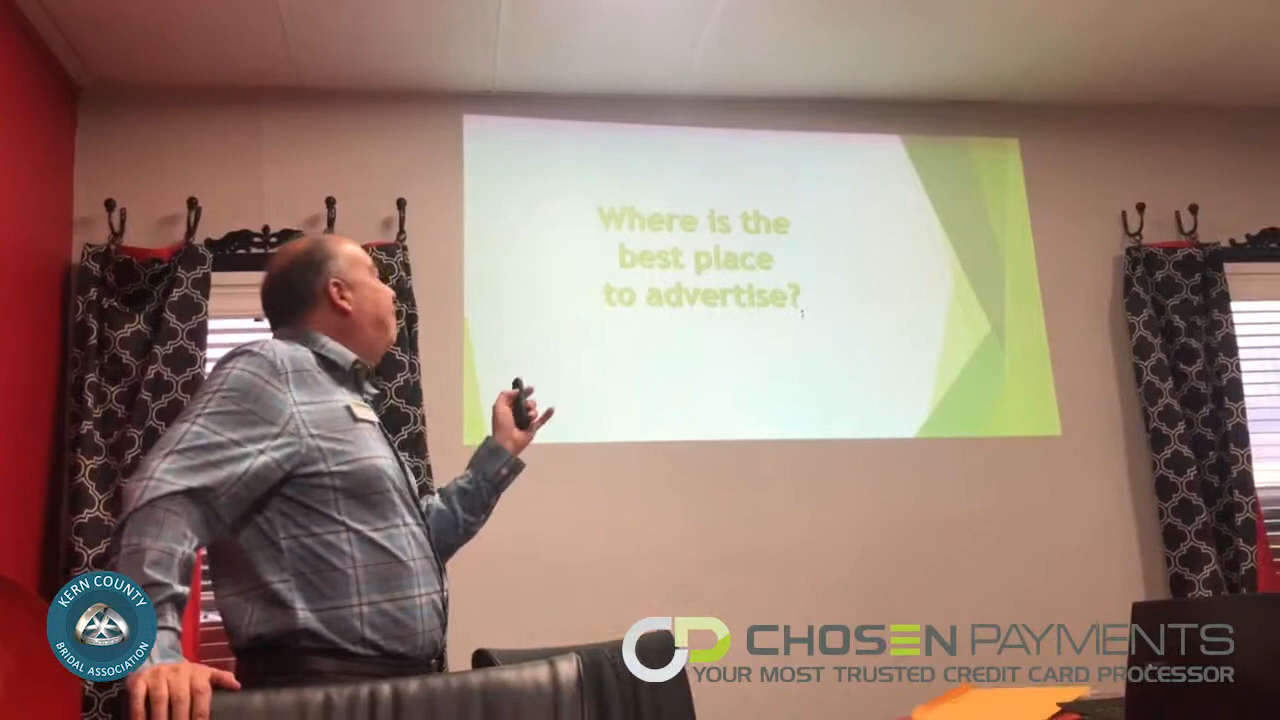 Where is the
best place
to advertise?
KERN COUNTY
BRIDAL ASSOCIATION
CHOSEN PAYMENTS
YOUR MOST TRUSTED CREDIT CARD PROCESSOR